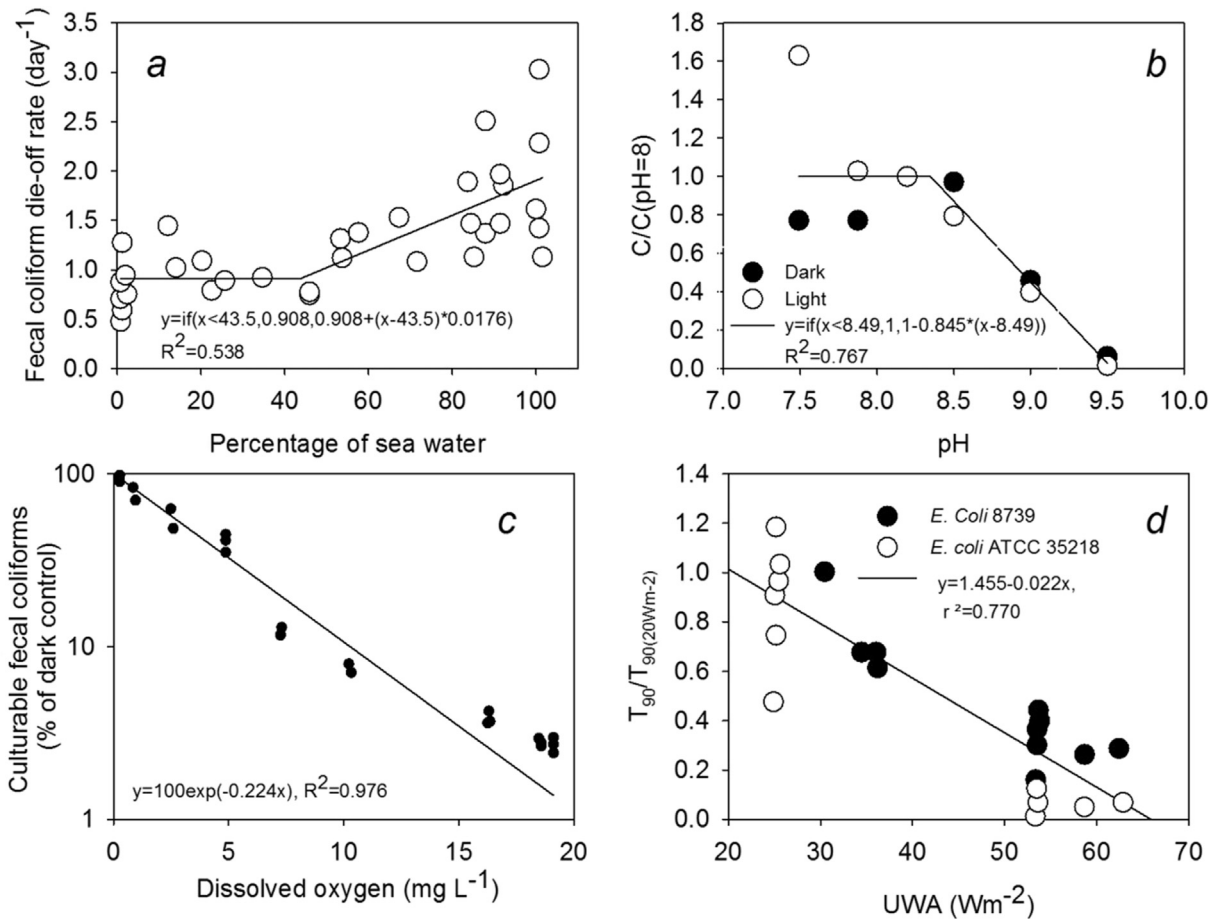 a
Fecal coliform die-off rate (day-1)
3.5
3.0
2.5
2.0
1.5
1.0
0.5
0.0
y=if(x<43.5,0.908,0.908+(x-43.5)*0.0176)
R2=0.538
0 20 40 60 80 100
Percentage of sea water
b
C/C(pH=8)
1.8
1.6
1.4
1.2
1.0
0.8
0.6
0.4
0.2
0.0
Dark
Light
y=if(x<8.49,1,1-0.845*(x-8.49))
R2=0.767
7.0 7.5 8.0 8.5 9.0 9.5 10.0
pH
c
Culturable fecal coliforms
(% of dark control)
100
10
1
y=100exp(-0.224x), R2=0.976
0 5 10 15 20
Dissolved oxygen (mg L-1)
d
T90/T90(20Wm-2)
1.4
1.2
1.0
0.8
0.6
0.4
0.2
0.0
E. Coli 8739
E. coli ATCC 35218
y=1.455-0.022x,
r ²=0.770
20 30 40 50 60 70
UWA (Wm-2)